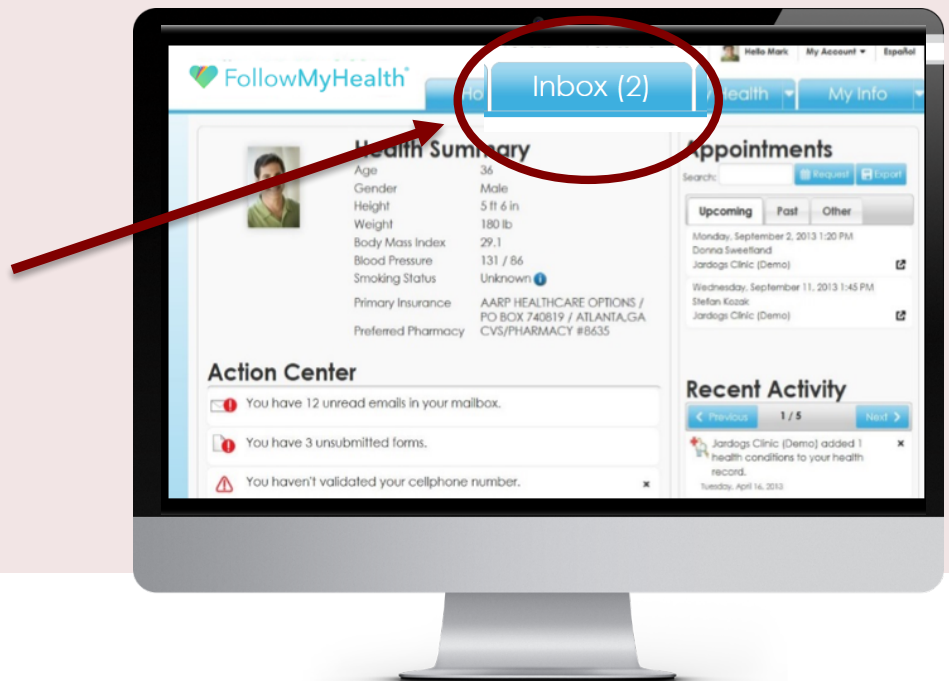 Hello Mark My Account Español
FollowMyHealth®
Ho Inbox (2) Health My Info
Health Summary
Age 36
Gender Male
Height 5 ft 6 in
Weight 180 lb
Body Mass Index 29.1
Blood Pressure 131 / 86
Smoking Status Unknown
Primary Insurance AARP HEALTHCARE OPTIONS /
PO BOX 740819 / ATLANTA,GA
Preferred Pharmacy CVS/PHARMACY #8635
Action Center
You have 12 unread emails in your mailbox.
You have 3 unsubmitted forms.
You haven't validated your cellphone number.
Appointments
Search: Request Export
Upcoming Past Other
Monday, September 2, 2013 1:20 PM
Donna Sweetland
Jardogs Clinic (Demo)
Wednesday, September 11, 2013 1:45 PM
Stefan Kozak
Jardogs Clinic (Demo)
Recent Activity
Previous 1 / 5 Next
Jardogs Clinic (Demo) added 1
health conditions to your health
record.
Tuesday, April 16, 2013